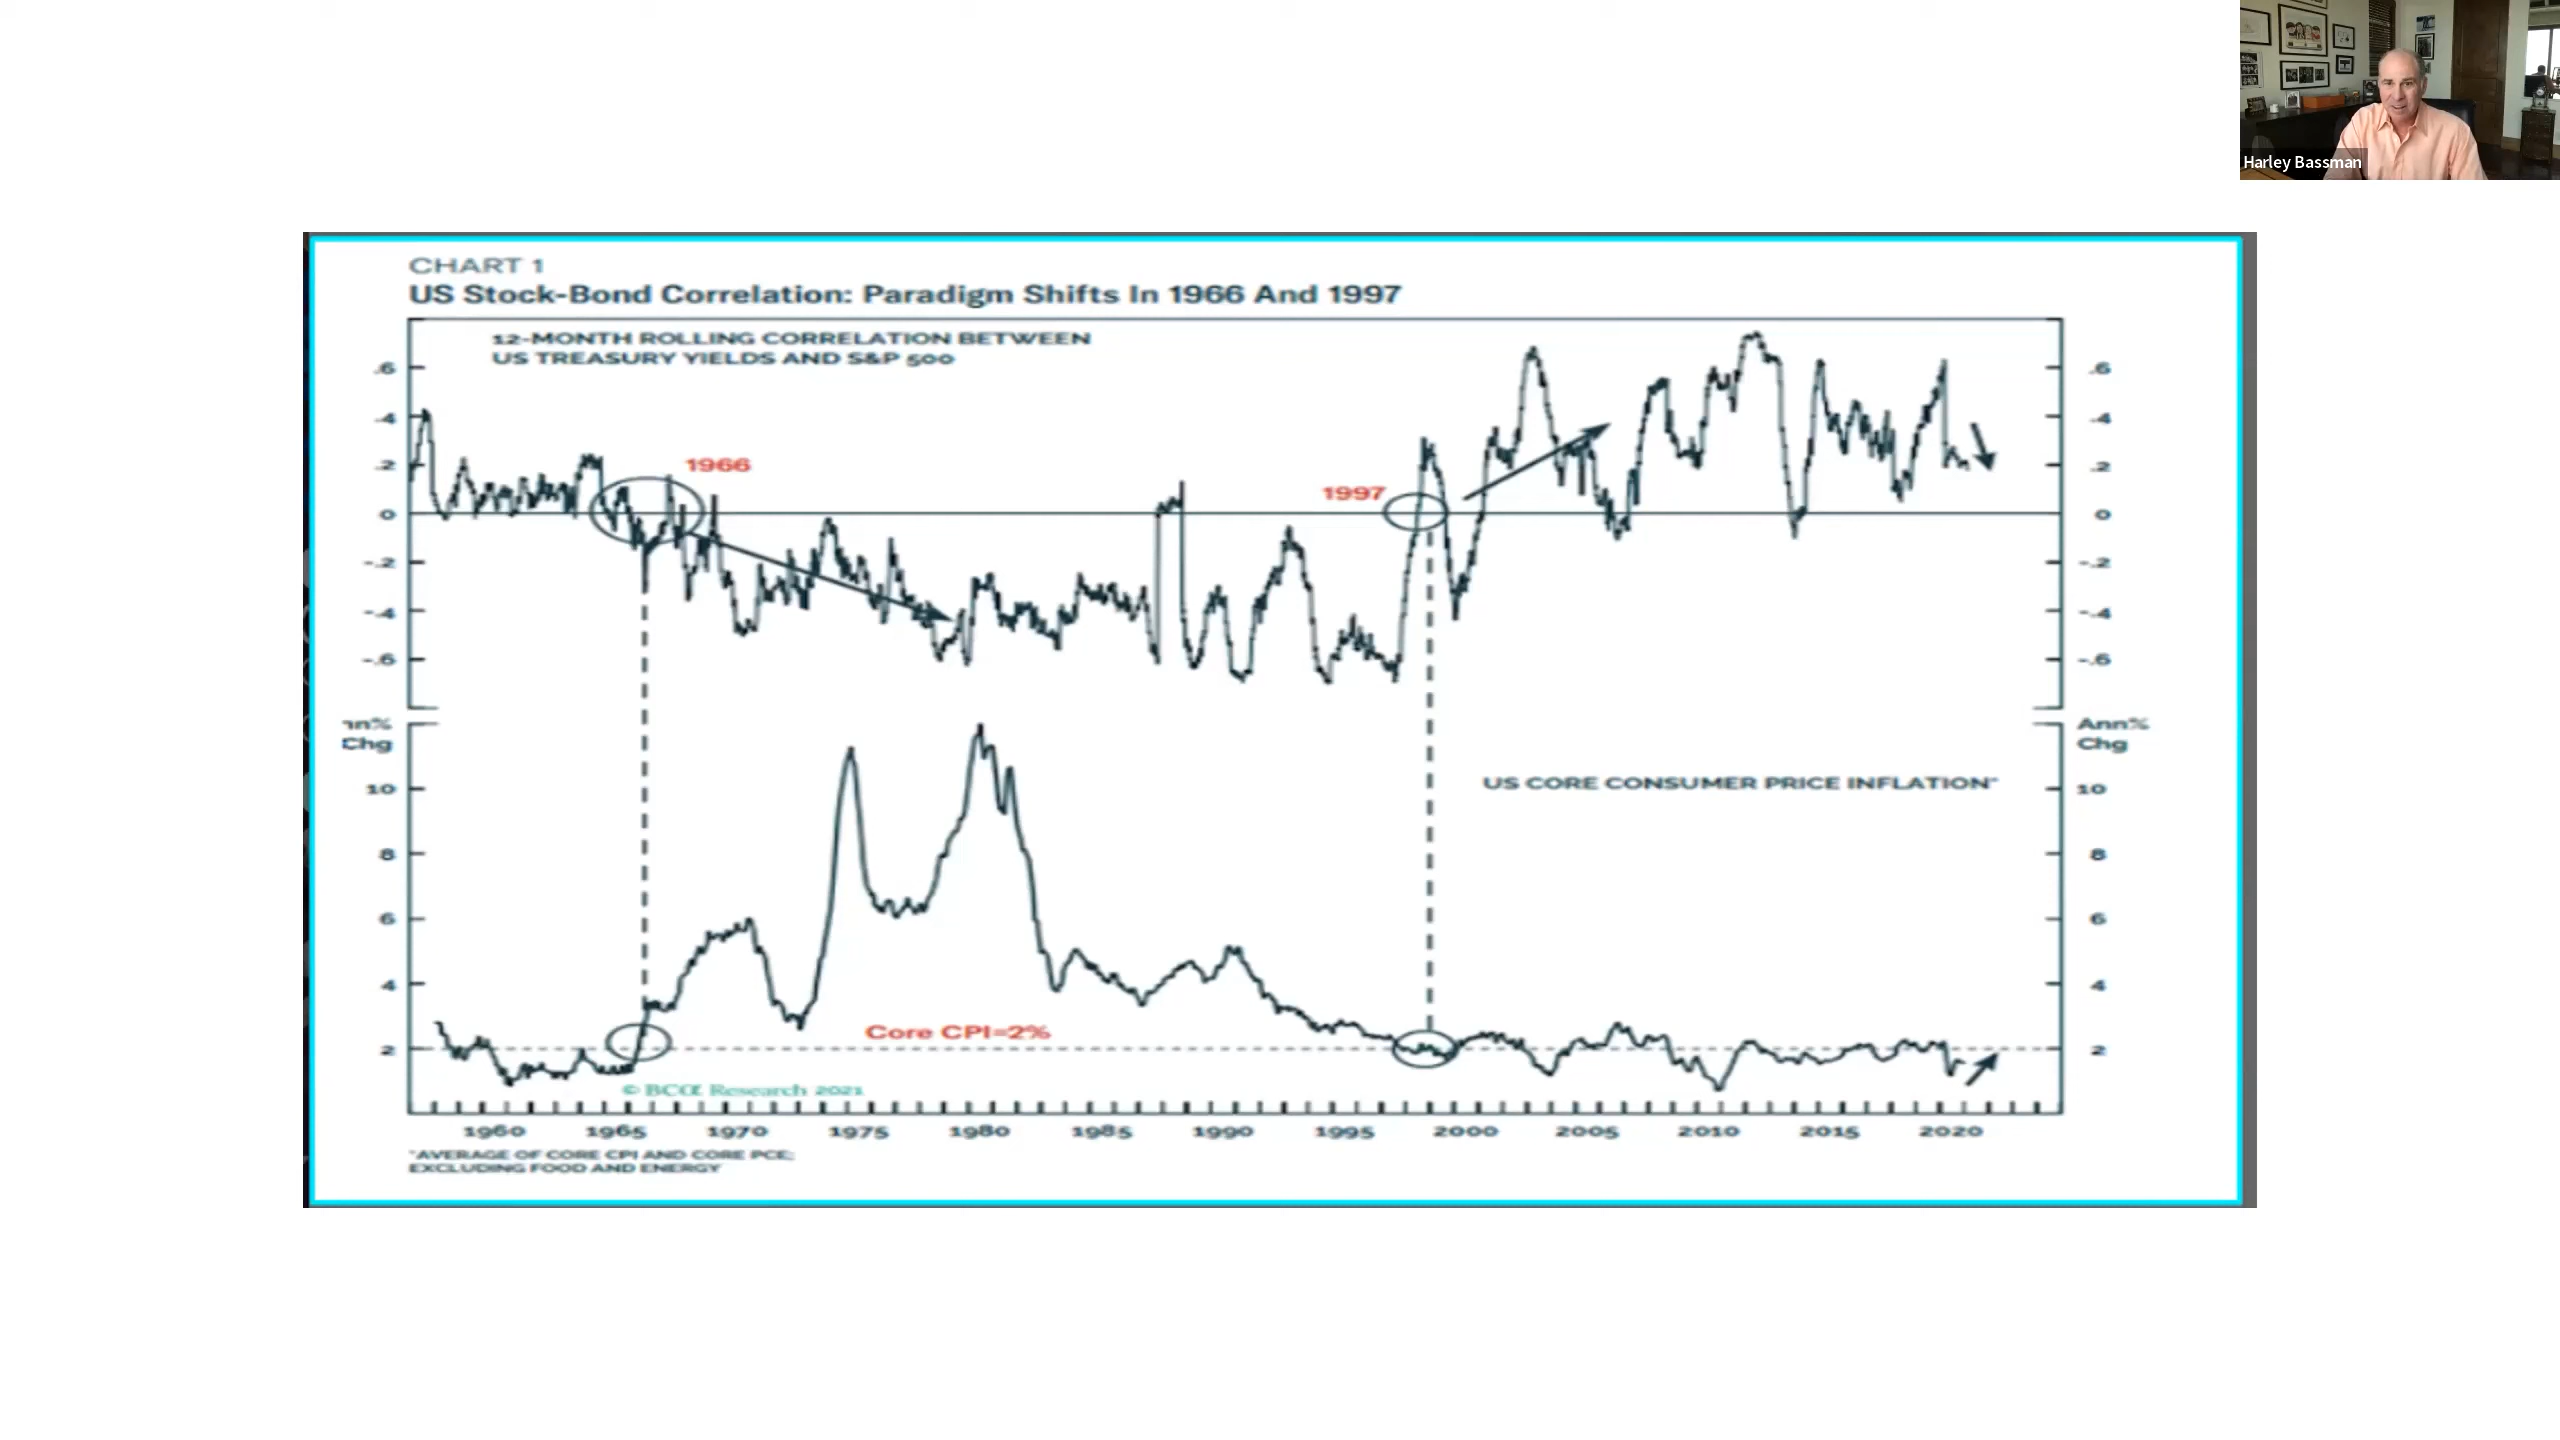 Harley Bassman
CHART 1
US Stock-Bond Correlation: Paradigm Shifts In 1966 And 1997
12-MONTH ROLLING CORRELATION BETWEEN
US TREASURY YIELDS AND S&P 500
.6 .6
.4 .4
.2 .2
1966
1997
0 0
-.2 -.2
-.4 -.4
-.6 -.6
Ann%
Chg Chg
10 10
US CORE CONSUMER PRICE INFLATION*
8 8
6 6
4 4
Core CPI=2%
2 2
© BCA Research 2021
1960 1965 1970 1975 1980 1985 1990 1995 2000 2005 2010 2015 2020
*AVERAGE OF CORE CPI AND CORE PCE;
EXCLUDING FOOD AND ENERGY